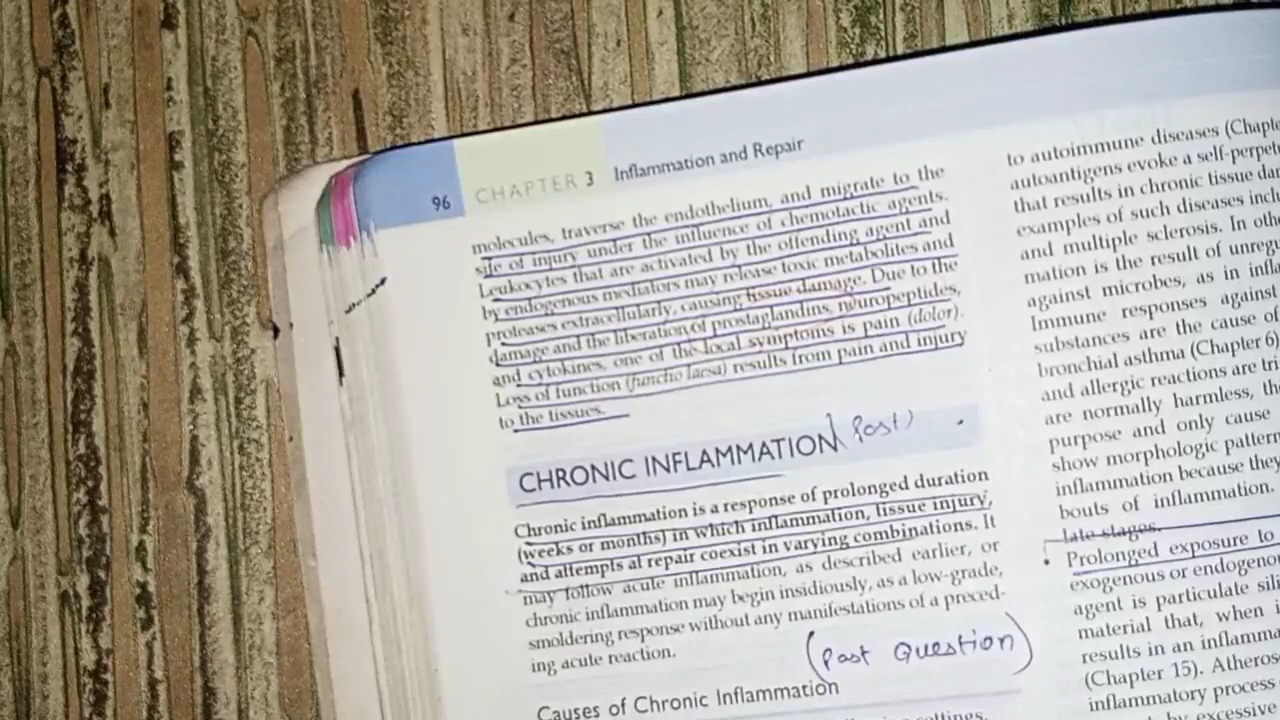 96
CHAPTER 3
Inflammation and Repair
molecules, traverse the endothelium, and migrate to the
site of injury under the influence of chemotactic agents.
Leukocytes that are activated by the offending agent and
by endogenous mediators may release toxic metabolites and
proteases extracellularly, causing tissue damage. Due to the
damage and the liberation of prostaglandins, neuropeptides,
and cytokines, one of the local symptoms is pain (dolor).
Loss of function (functio laesa) results from pain and injury
to the tissues.
CHRONIC INFLAMMATION (Past)
Chronic inflammation is a response of prolonged duration
(weeks or months) in which inflammation, tissue injury,
and attempts at repair coexist in varying combinations. It
may follow acute inflammation, as described earlier, or
chronic inflammation may begin insidiously, as a low-grade,
smoldering response without any manifestations of a preced-
ing acute reaction.
(Past Question)
Causes of Chronic Inflammation
settings.
to autoimmune diseases (Chapte
autoantigens evoke a self-perpet
that results in chronic tissue dam
examples of such diseases incl
and multiple sclerosis. In othe
mation is the result of unregu
against microbes, as in infla
Immune responses against
substances are the cause of
bronchial asthma (Chapter 6)
and allergic reactions are tri
are normally harmless, th
purpose and only cause
show morphologic pattern
inflammation because they
bouts of inflammation.
late stages.
Prolonged exposure to
exogenous or endogeno
agent is particulate sili
material that, when i
results in an inflamma
(Chapter 15). Atheros
inflammatory process
by excessive